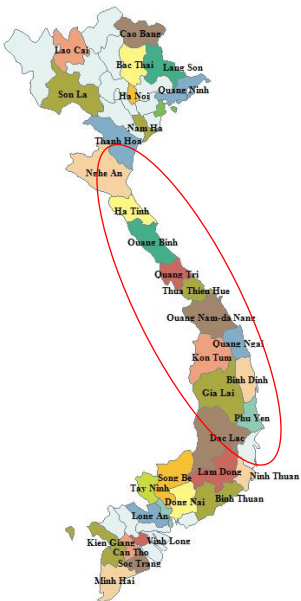 Cao Bang
Lao Cai
Bac Thai
Lang Son
Quang Ninh
Son La
Ha Noi
Nam Ha
Thanh Hoa
Nghe An
Ha Tinh
Quang Binh
Quang Tri
Thua Thien Hue
Quang Nam-da Nang
Quang Ngai
Kon Tum
Binh Dinh
Gia Lai
Phu Yen
Dac Lac
Lam Dong
Ninh Thuan
Song Be
Tay Ninh
Dong Nai
Binh Thuan
Long An
Kien Giang
Vinh Long
Can Tho
Soc Trang
Minh Hai